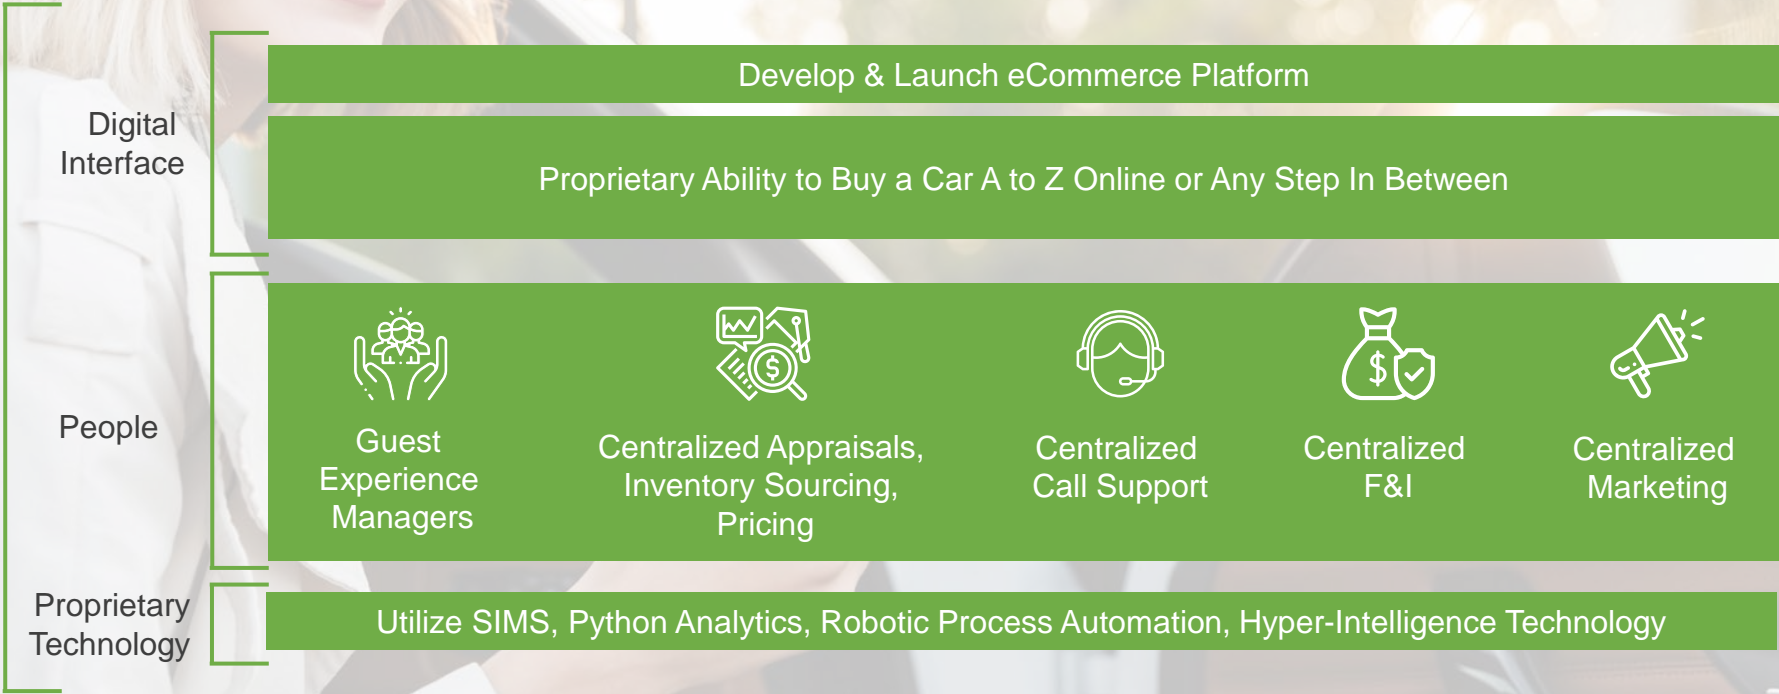 Develop & Launch eCommerce Platform
Digital
Interface
Proprietary Ability to Buy a Car A to Z Online or Any Step In Between
People
Guest
Experience
Managers
Centralized Appraisals,
Inventory Sourcing,
Pricing
Centralized
Call Support
Centralized
F&I
Centralized
Marketing
Proprietary
Technology
Utilize SIMS, Python Analytics, Robotic Process Automation, Hyper-Intelligence Technology